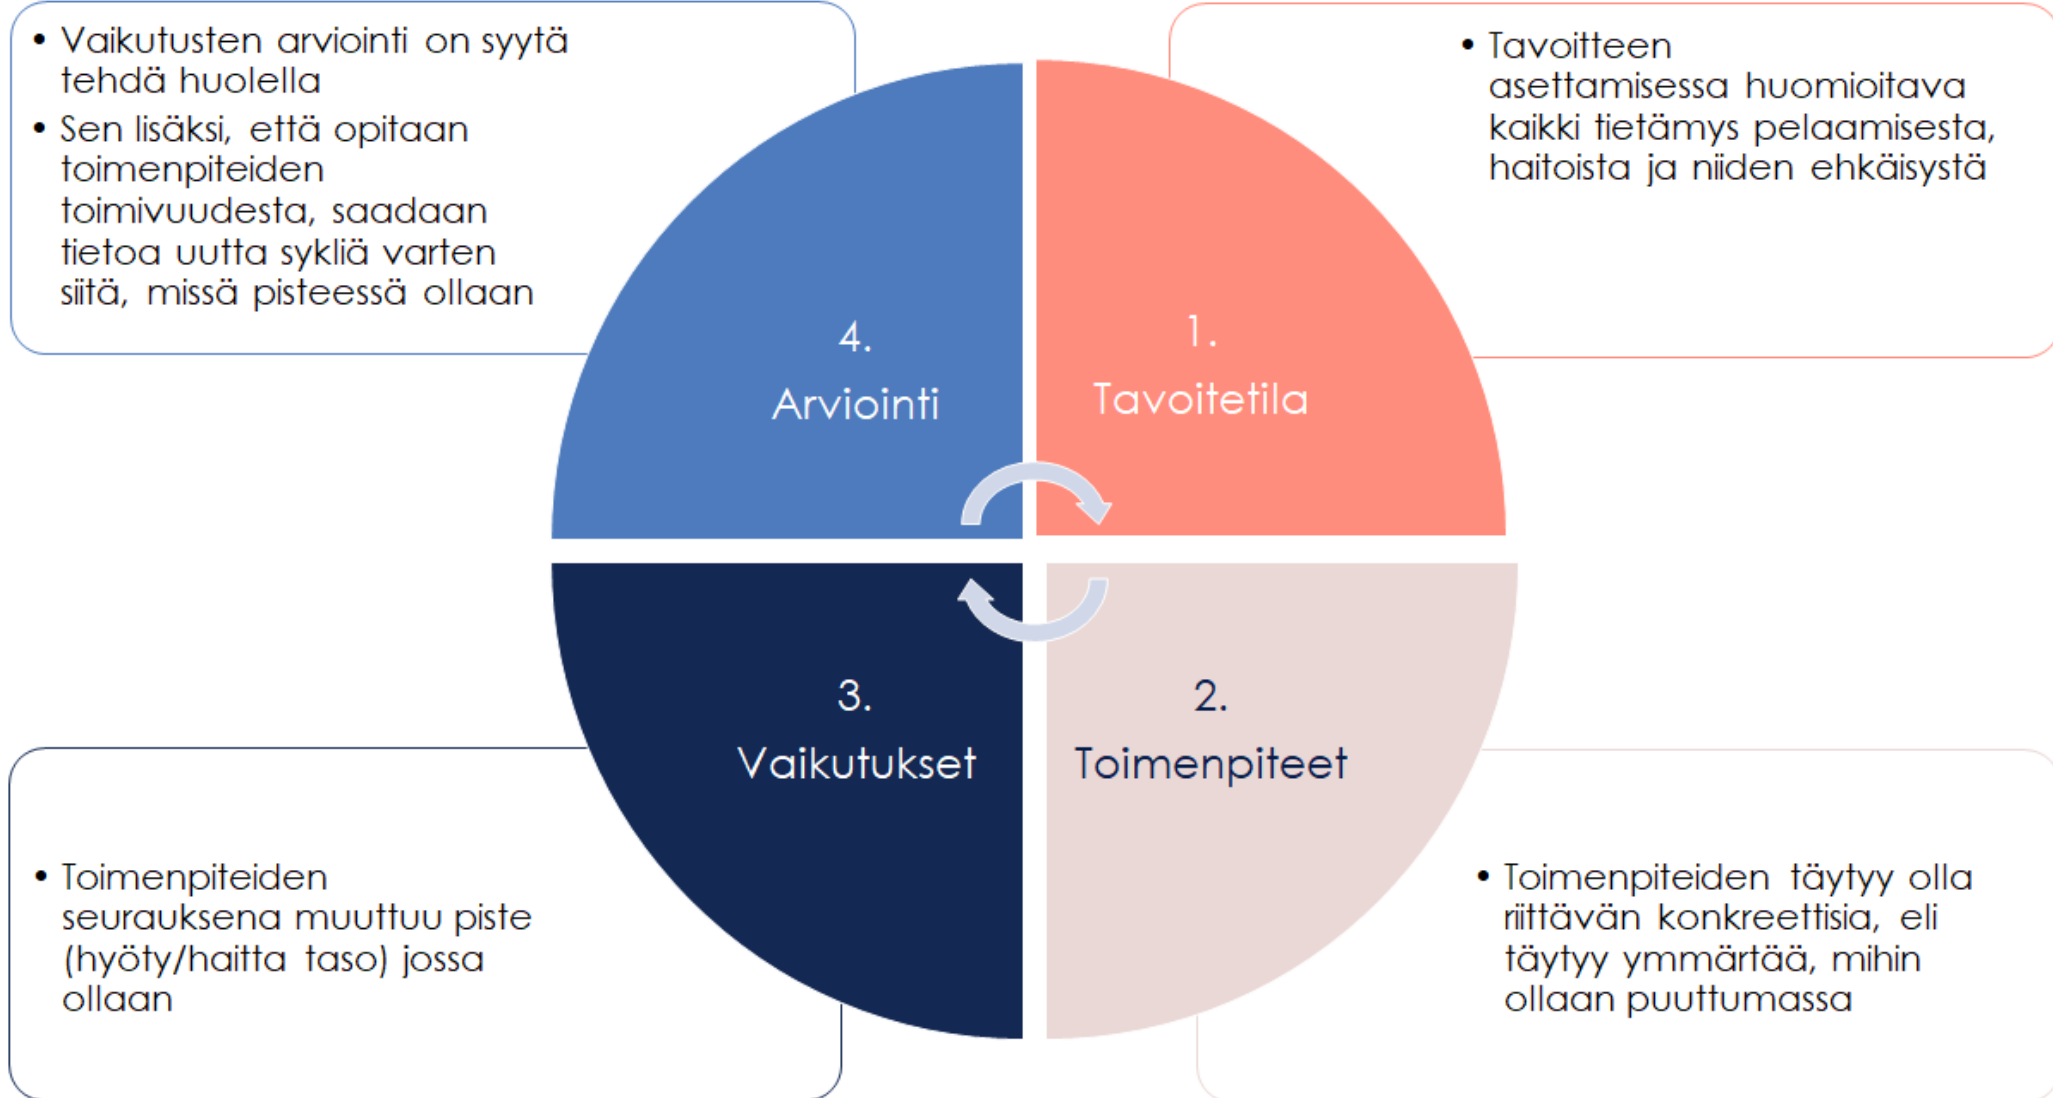 • Vaikutusten arviointi on syytä
tehdä huolella
• Sen lisäksi, että opitaan
toimenpiteiden
toimivuudesta, saadaan
tietoa uutta sykliä varten
siitä, missä pisteessä ollaan
• Tavoitteen
asettamisessa huomioitava
kaikki tietämys pelaamisesta,
haitoista ja niiden ehkäisystä
4.
Arviointi
1.
Tavoitetila
3.
Vaikutukset
2.
Toimenpiteet
• Toimenpiteiden
seurauksena muuttuu piste
(hyöty/haitta taso) jossa
ollaan
• Toimenpiteiden täytyy olla
riittävän konkreettisia, eli
täytyy ymmärtää, mihin
ollaan puuttumassa